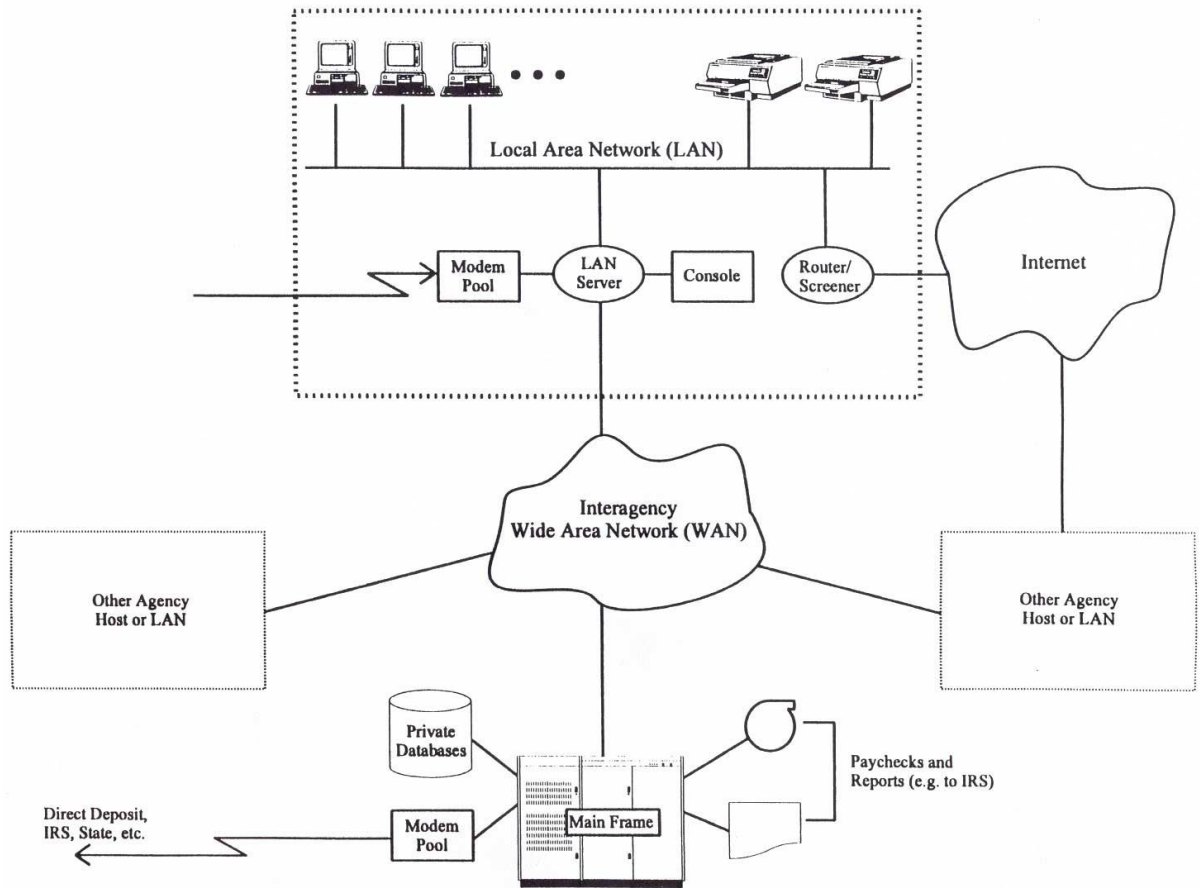 Local Area Network (LAN)
Modem
Pool
LAN
Server
Console
Router/
Screener
Internet
Interagency
Wide Area Network (WAN)
Other Agency
Host or LAN
Other Agency
Host or LAN
Private
Databases
Paychecks and
Reports (e.g. to IRS)
Direct Deposit,
IRS, State, etc.
Modem
Pool
Main Frame